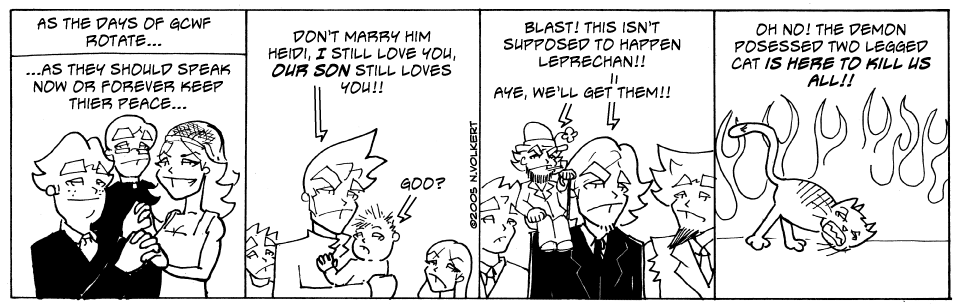 AS THE DAYS OF GCWF
ROTATE...
...AS THEY SHOULD SPEAK
NOW OR FOREVER KEEP
THIER PEACE...
DON'T MARRY HIM
HEIDI, I STILL LOVE YOU,
OUR SON STILL LOVES
YOU!!
GOO?
©2005 N.VOLKERT
BLAST! THIS ISN'T
SUPPOSED TO HAPPEN
LEPRECHAN!!
AYE, WE'LL GET THEM!!
OH NO! THE DEMON
POSESSED TWO LEGGED
CAT IS HERE TO KILL US
ALL!!